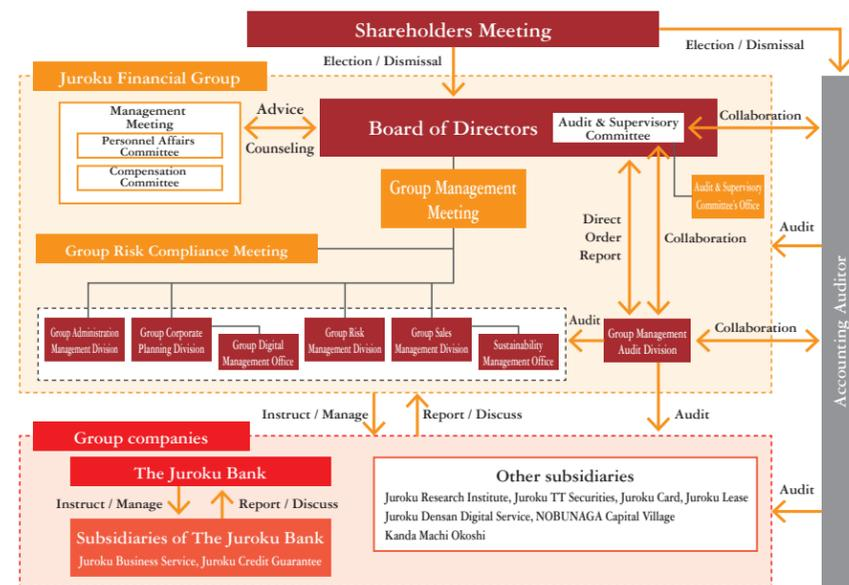 Shareholders Meeting
Election / Dismissal
Election / Dismissal
Juroku Financial Group
Management
Meeting
Personnel Affairs
Committee
Compensation
Committee
Advice
Counseling
Board of Directors
Audit & Supervisory
Committee
Collaboration
Group Management
Meeting
Audit & Supervisory
Committee's Office
Direct
Order
Report
Collaboration
Audit
Group Risk Compliance Meeting
Accounting Auditor
Group Administration
Management Division
Group Corporate
Planning Division
Group Digital
Management Office
Group Risk
Management Division
Group Sales
Management Division
Sustainability
Management Office
Audit
Group Management
Audit Division
Collaboration
Instruct / Manage
Report / Discuss
Audit
Group companies
The Juroku Bank
Instruct / Manage
Report / Discuss
Subsidiaries of The Juroku Bank
Juroku Business Service, Juroku Credit Guarantee
Other subsidiaries
Juroku Research Institute, Juroku TT Securities, Juroku Card, Juroku Lease
Juroku Densan Digital Service, NOBUNAGA Capital Village
Kanda Machi Okoshi
Audit